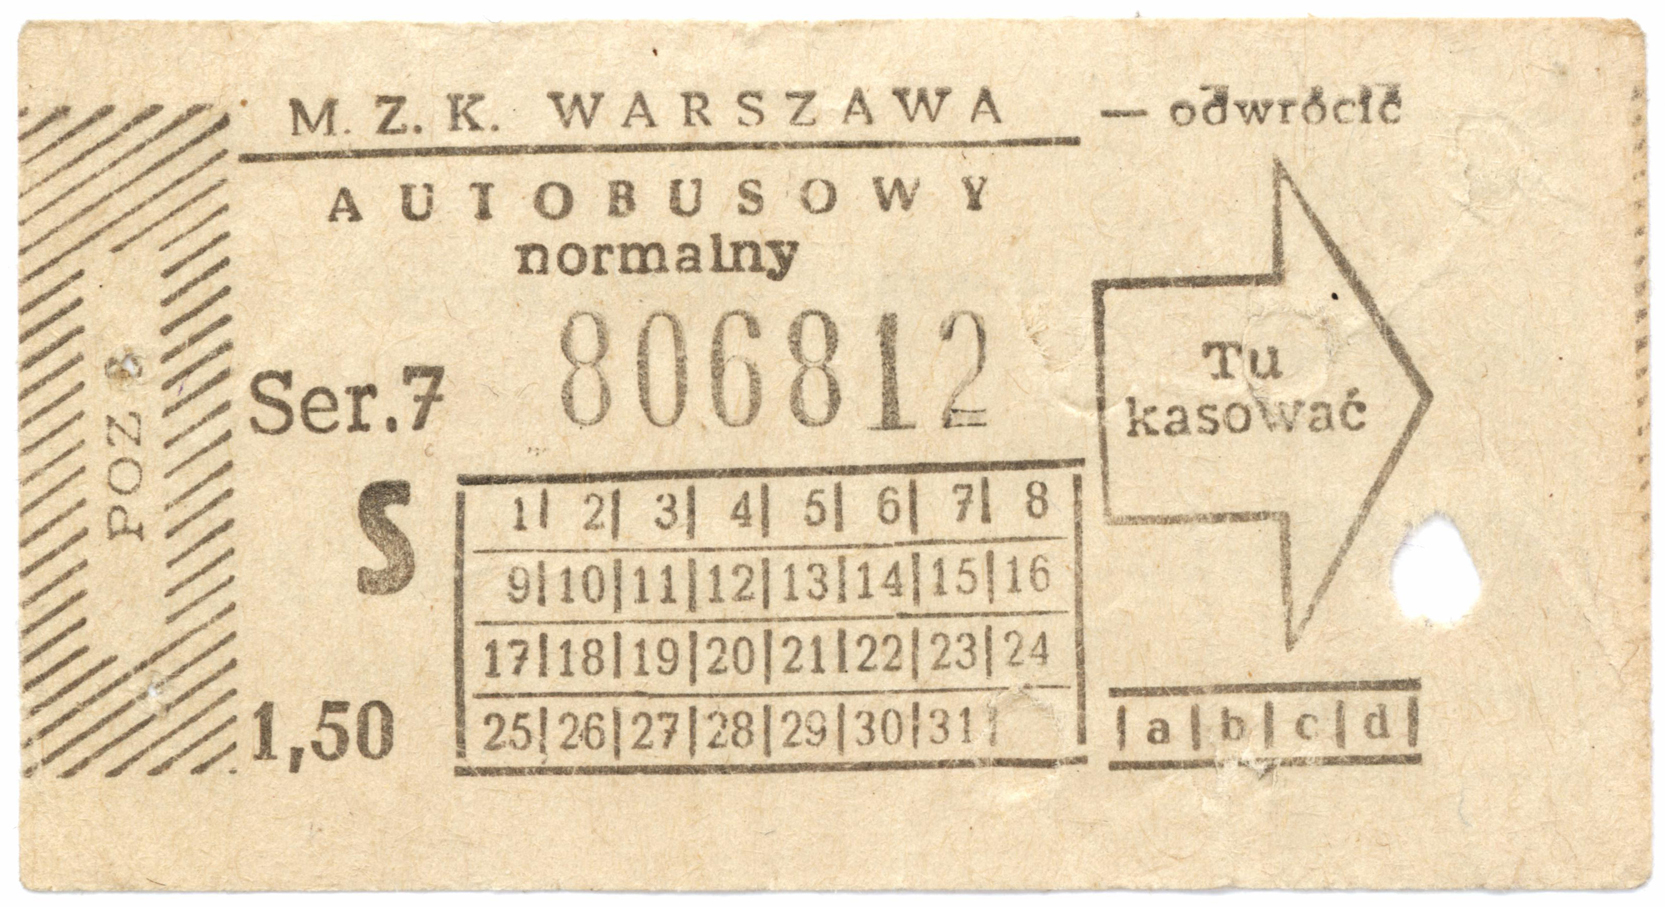 M. Z. K. WARSZAWA
— odwrócić
AUTOBUSOWY
normalny
Ser.7 806812
S
1,50
1| 2| 3| 4| 5| 6| 7| 8
9|10|11|12|13|14|15|16
17|18|19|20|21|22|23|24
25|26|27|28|29|30|31|
Tu
kasować
|a|b|c|d|
POZ